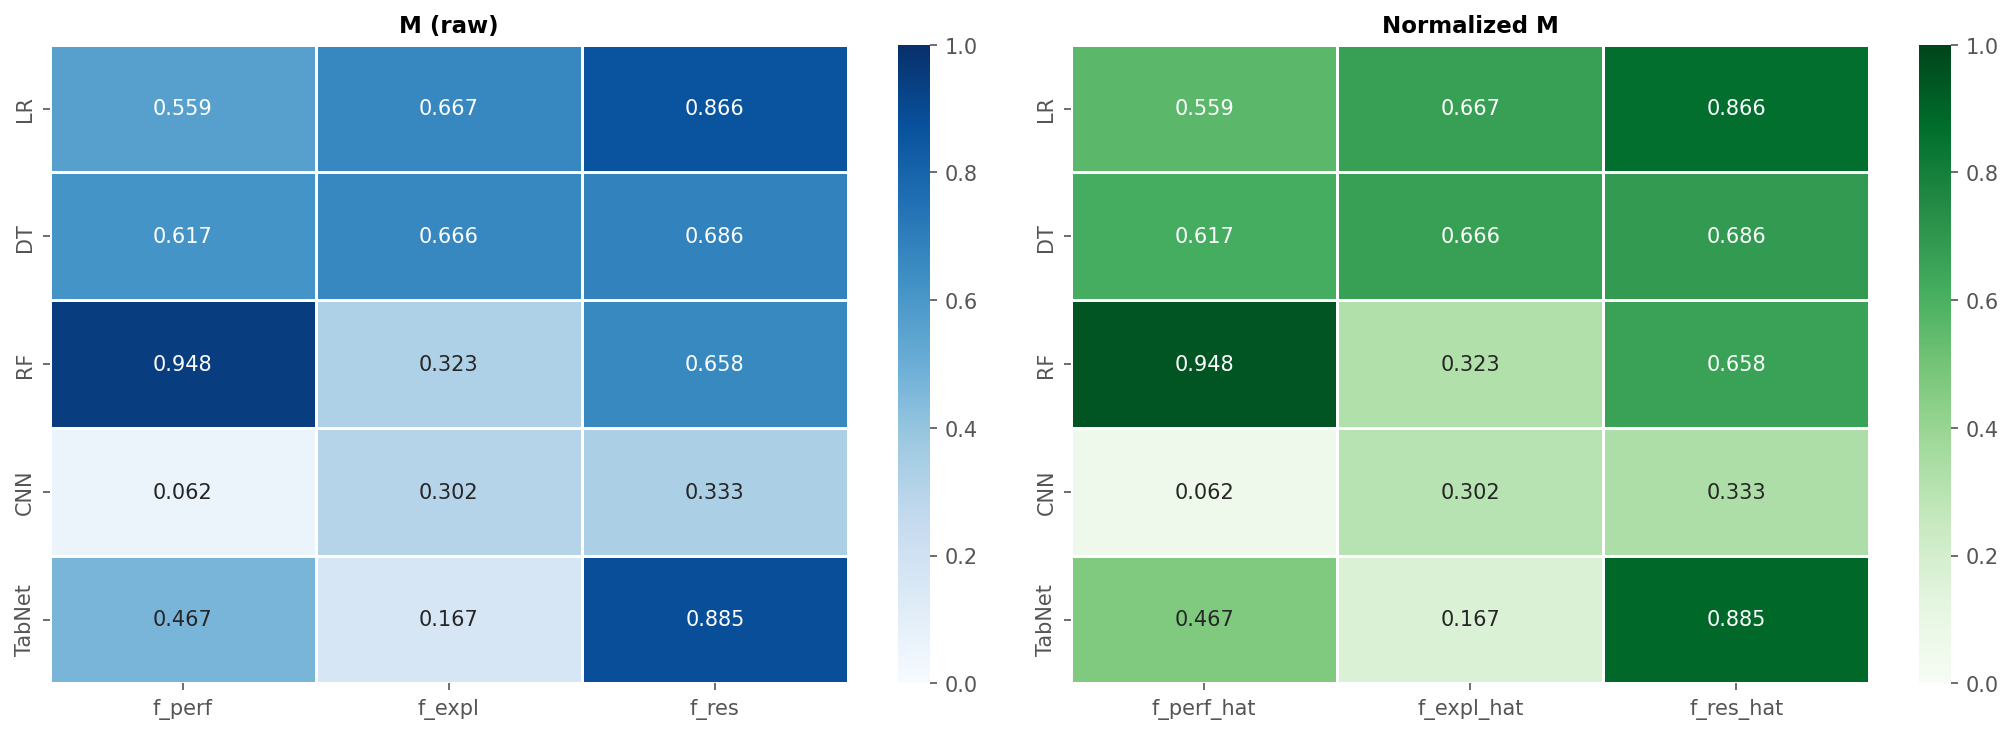 M (raw)
LR 0.559 0.667 0.866
DT 0.617 0.666 0.686
RF 0.948 0.323 0.658
CNN 0.062 0.302 0.333
TabNet 0.467 0.167 0.885
f_perf f_expl f_res
1.0
0.8
0.6
0.4
0.2
0.0
Normalized M
LR 0.559 0.667 0.866
DT 0.617 0.666 0.686
RF 0.948 0.323 0.658
CNN 0.062 0.302 0.333
TabNet 0.467 0.167 0.885
f_perf_hat f_expl_hat f_res_hat
1.0
0.8
0.6
0.4
0.2
0.0